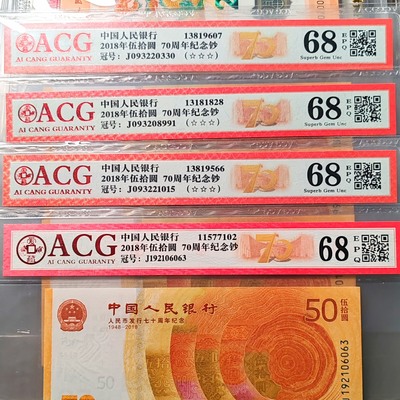 ACG
AI CANG GUARANTY
中国人民银行 13819607
2018年伍拾圆 70周年纪念钞
冠号：J093220330 (☆☆☆)
70
68 EPQ
Superb Gem Unc
ACG
AI CANG GUARANTY
中国人民银行 13181828
2018年伍拾圆 70周年纪念钞
冠号：J093208991 (☆☆☆)
70
68 EPQ
Superb Gem Unc
ACG
AI CANG GUARANTY
中国人民银行 13819566
2018年伍拾圆 70周年纪念钞
冠号：J093221015 (☆☆☆)
70
68 EPQ
Superb Gem Unc
ACG
AI CANG GUARANTY
中国人民银行 11577102
2018年伍拾圆 70周年纪念钞
冠号：J192106063
70
68 EPQ
中国人民银行
人民币发行七十周年纪念
1948-2018
50 伍拾圆
50
J192106063